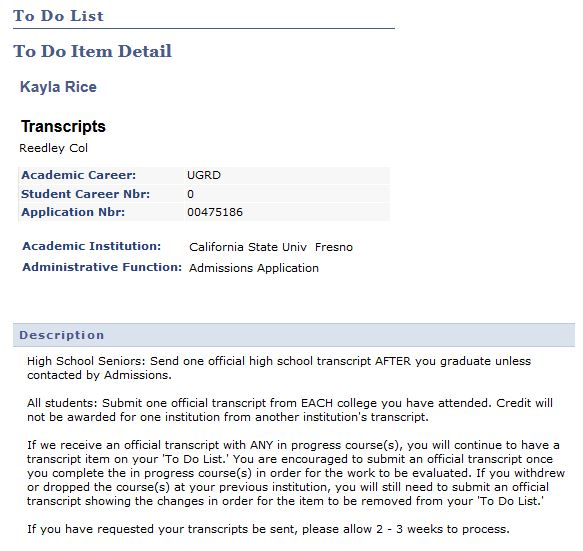 To Do List
To Do Item Detail
Kayla Rice
Transcripts
Reedley Col
Academic Career: UGRD
Student Career Nbr: 0
Application Nbr: 00475186
Academic Institution: California State Univ Fresno
Administrative Function: Admissions Application
Description
High School Seniors: Send one official high school transcript AFTER you graduate unless
contacted by Admissions.
All students: Submit one official transcript from EACH college you have attended. Credit will
not be awarded for one institution from another institution's transcript.
If we receive an official transcript with ANY in progress course(s), you will continue to have a
transcript item on your 'To Do List.' You are encouraged to submit an official transcript once
you complete the in progress course(s) in order for the work to be evaluated. If you withdrew
or dropped the course(s) at your previous institution, you will still need to submit an official
transcript showing the changes in order for the item to be removed from your 'To Do List.'
If you have requested your transcripts be sent, please allow 2 - 3 weeks to process.